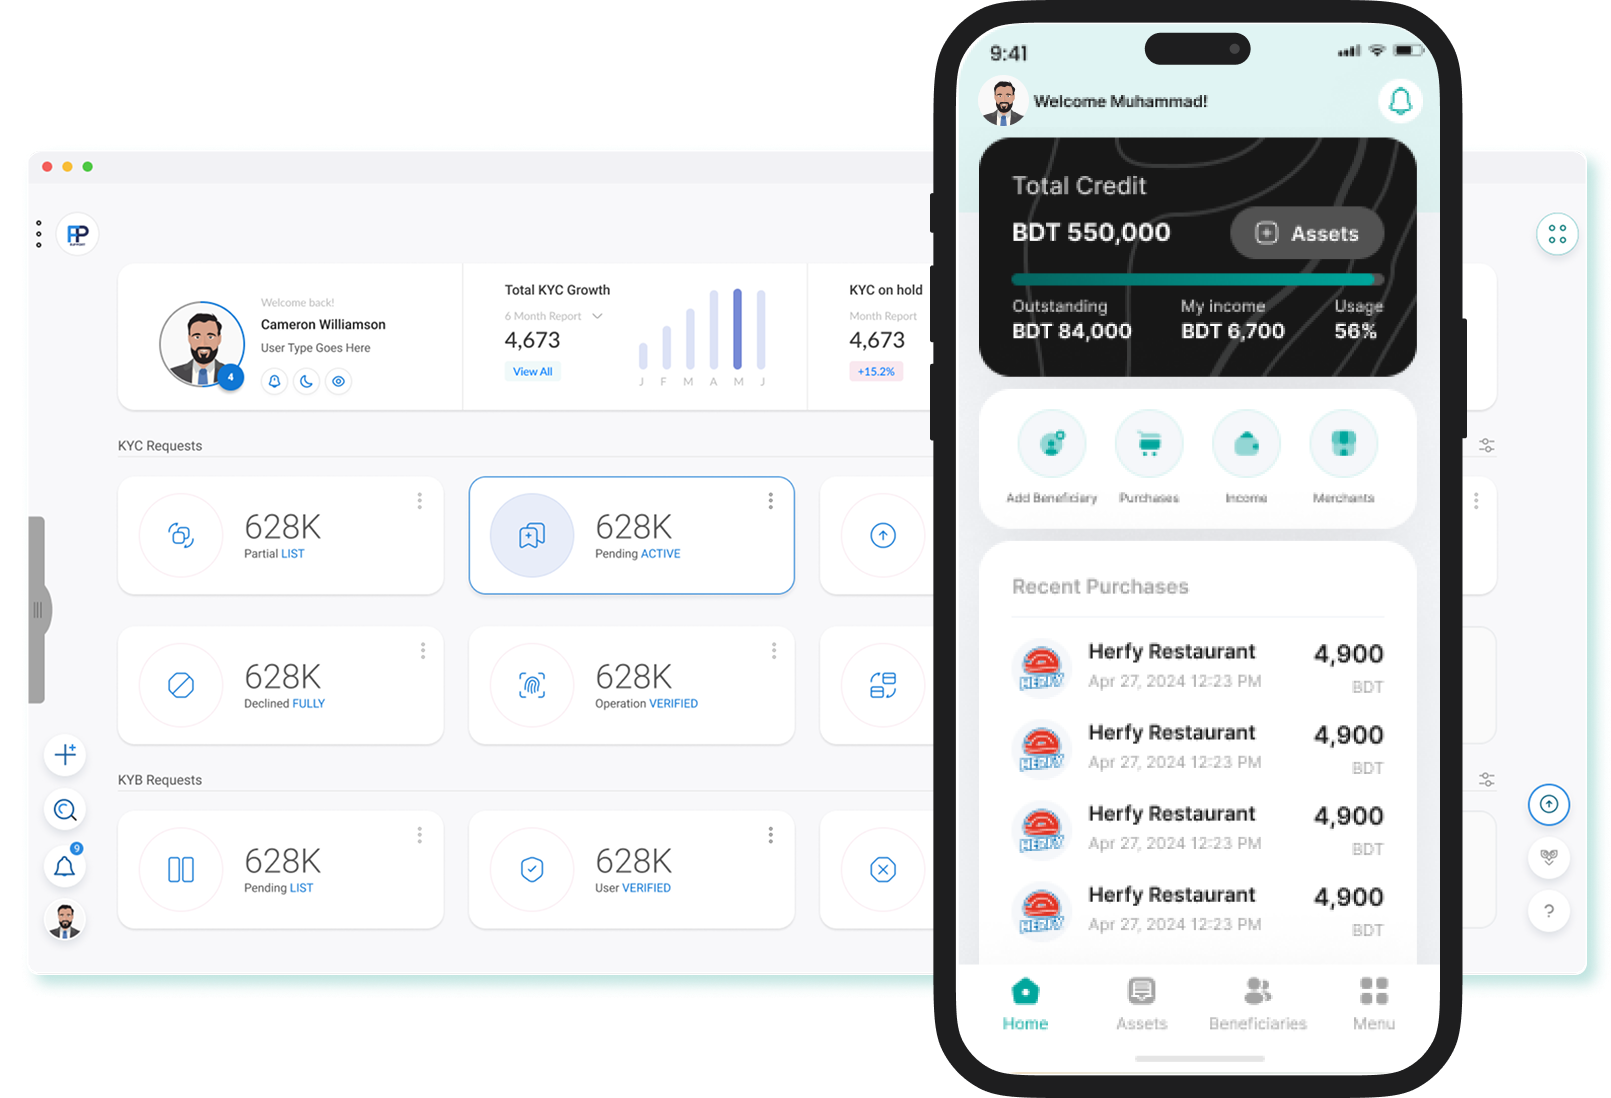 PP
Welcome back!
Cameron Williamson
User Type Goes Here
4
Total KYC Growth
6 Month Report
4,673
View All
J F M A M J
KYC on hold
Month Report
4,673
+15.2%
KYC Requests
628K
Partial LIST
628K
Pending ACTIVE
628K
Declined FULLY
628K
Operation VERIFIED
KYB Requests
628K
Pending LIST
628K
User VERIFIED
9
?
9:41
Welcome Muhammad!
Total Credit
BDT 550,000
Assets
Outstanding
BDT 84,000
My income
BDT 6,700
Usage
56%
Add Beneficiary
Purchases
Income
Merchants
Recent Purchases
HERFY
Herfy Restaurant
4,900
Apr 27, 2024 12:23 PM
BDT
HERFY
Herfy Restaurant
4,900
Apr 27, 2024 12:23 PM
BDT
HERFY
Herfy Restaurant
4,900
Apr 27, 2024 12:23 PM
BDT
HERFY
Herfy Restaurant
4,900
Apr 27, 2024 12:23 PM
BDT
Home
Assets
Beneficiaries
Menu